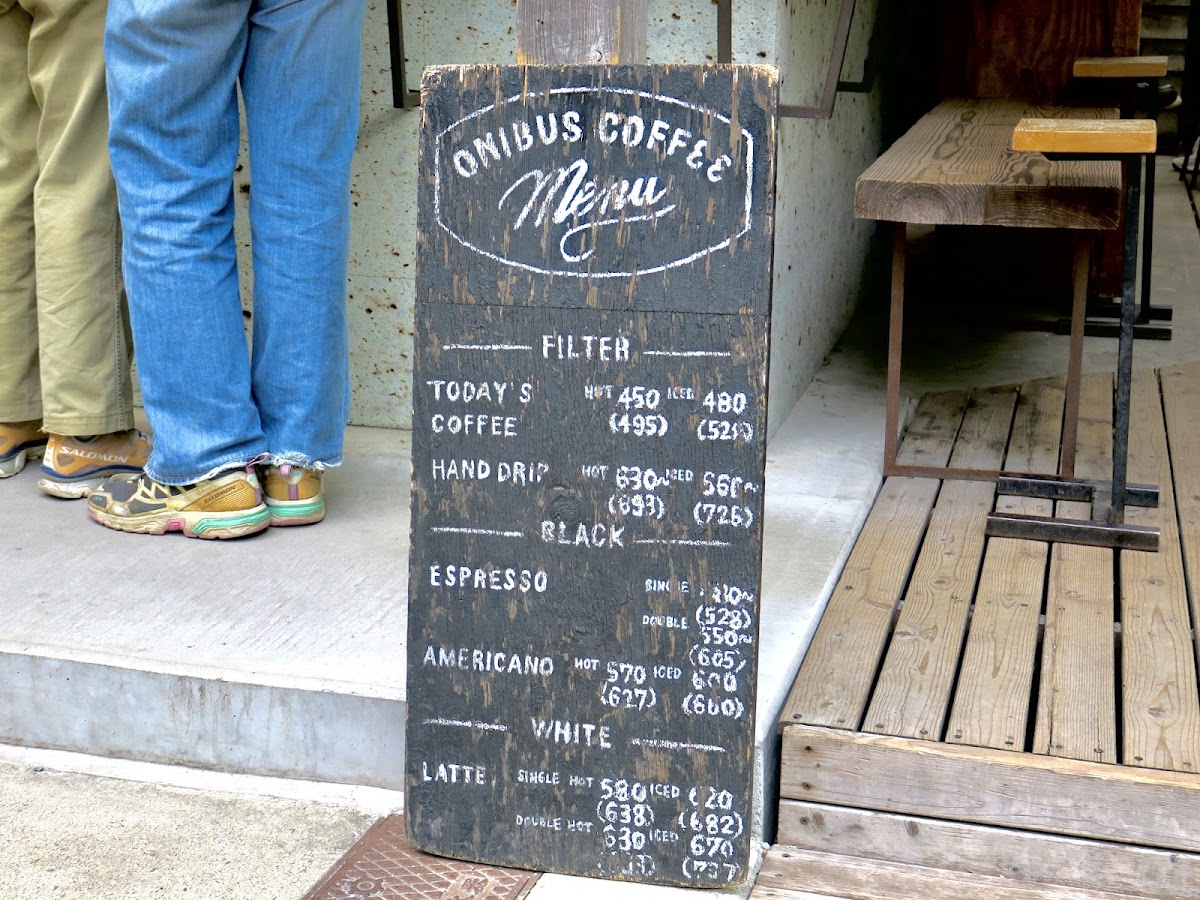 ONIBUS COFFEE
Menu
FILTER
TODAY'S HOT 450 ICED 480
COFFEE (495) (528)
HAND DRIP HOT 630~ ICED 660~
(693) (726)
BLACK
ESPRESSO SINGLE 480~
(528)
DOUBLE 550~
(605)
AMERICANO HOT 570 ICED 600
(627) (660)
WHITE
LATTE SINGLE HOT 580 ICED 620
(638) (682)
DOUBLE HOT 630 ICED 670
(737)
SALOMON